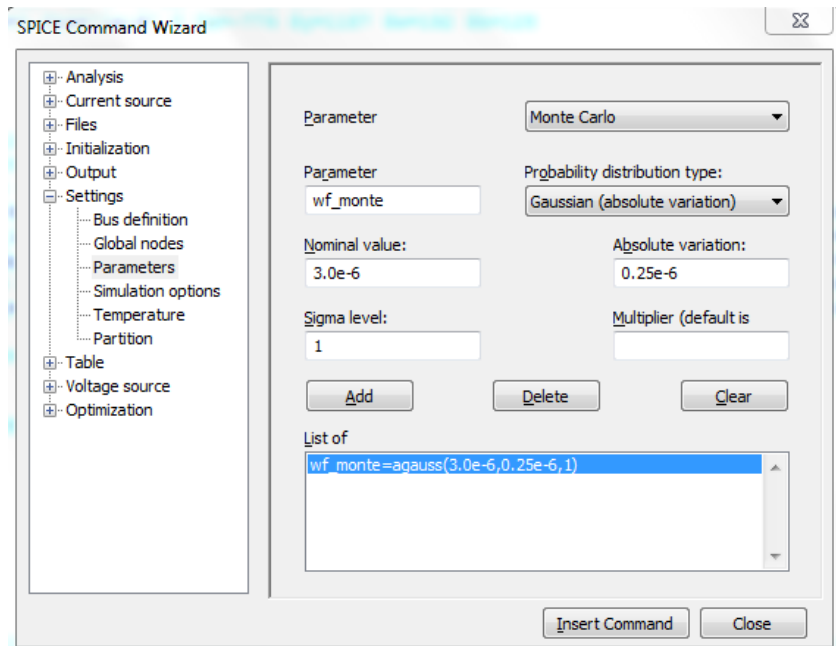 SPICE Command Wizard
Analysis
Current source
Files
Initialization
Output
Settings
Bus definition
Global nodes
Parameters
Simulation options
Temperature
Partition
Table
Voltage source
Optimization
Parameter
Monte Carlo
Parameter
Probability distribution type:
wf_monte
Gaussian (absolute variation)
Nominal value:
Absolute variation:
3.0e-6
0.25e-6
Sigma level:
Multiplier (default is
1
Add
Delete
Clear
List of
wf_monte=agauss(3.0e-6,0.25e-6,1)
Insert Command
Close